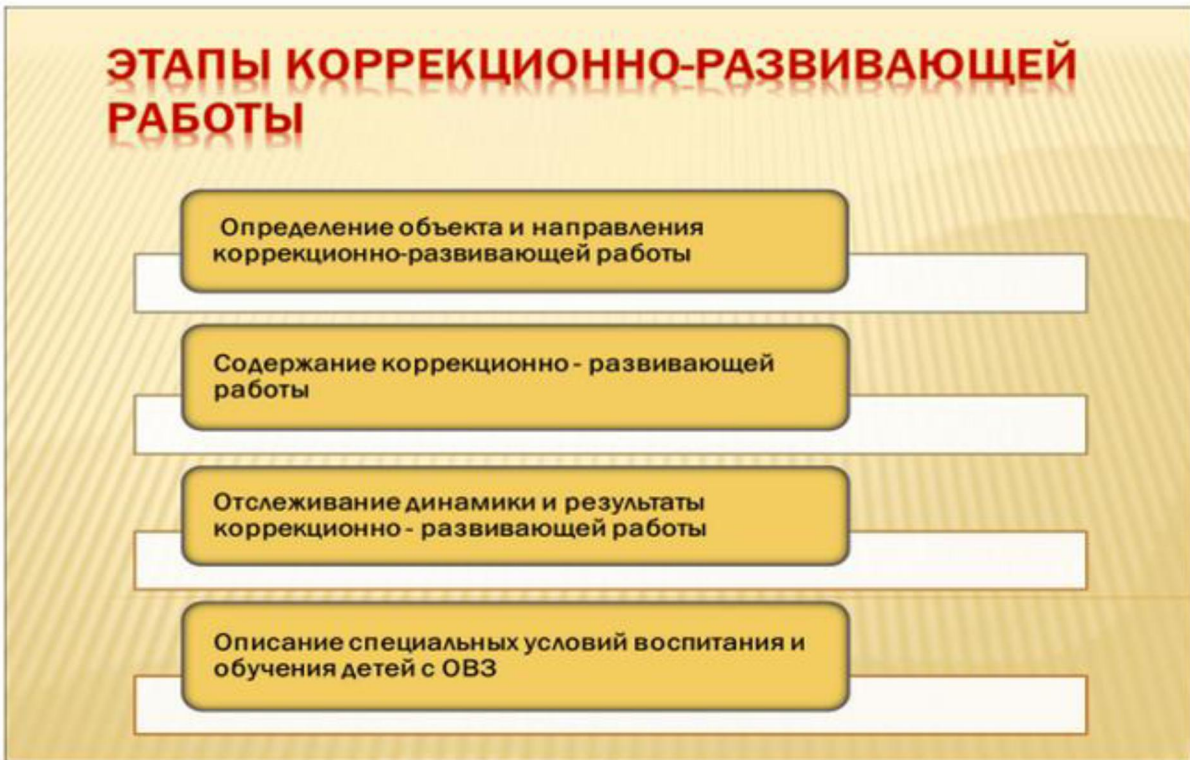 ЭТАПЫ КОРРЕКЦИОННО-РАЗВИВАЮЩЕЙ
РАБОТЫ
Определение объекта и направления
коррекционно-развивающей работы
Содержание коррекционно - развивающей
работы
Отслеживание динамики и результаты
коррекционно - развивающей работы
Описание специальных условий воспитания и
обучения детей с ОВЗ